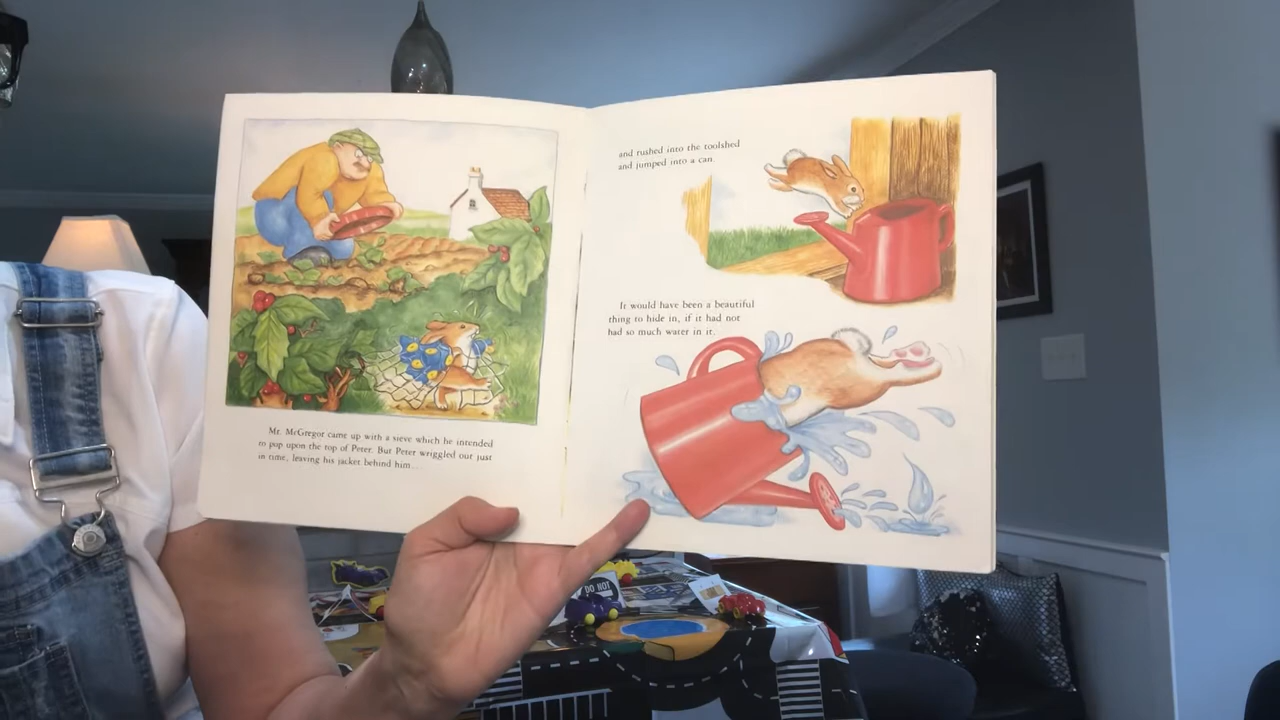 Mr. McGregor came up with a sieve which he intended
to pop upon the top of Peter. But Peter wriggled out just
in time, leaving his jacket behind him...
and rushed into the toolshed
and jumped into a can.
It would have been a beautiful
thing to hide in, if it had not
had so much water in it.
DO NOT